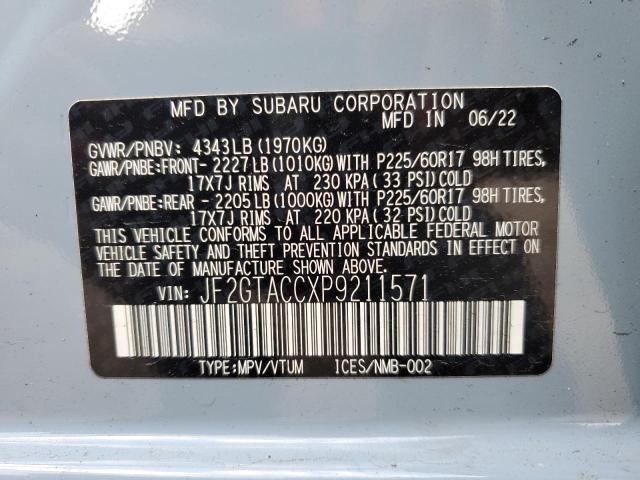 MFD BY SUBARU CORPORATION
MFD IN 06/22
GVWR/PNBV: 4343LB (1970KG)
GAWR/PNBE:FRONT-2227LB(1010KG)WITH P225/60R17 98H TIRES,
17X7J RIMS AT 230 KPA(33 PSI)COLD
GAWR/PNBE:REAR -2205LB(1000KG)WITH P225/60R17 98H TIRES,
17X7J RIMS AT 220 KPA(32 PSI)COLD
THIS VEHICLE CONFORMS TO ALL APPLICABLE FEDERAL MOTOR
VEHICLE SAFETY AND THEFT PREVENTION STANDARDS IN EFFECT ON
THE DATE OF MANUFACTURE SHOWN ABOVE.
VIN: JF2GTACCXP9211571
TYPE:MPV/VTUM ICES/NMB-002